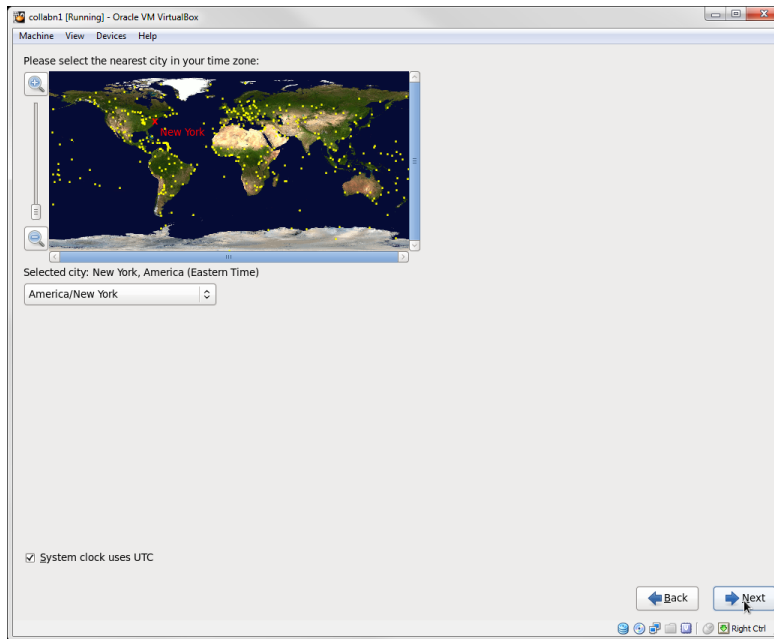 collabn1 [Running] - Oracle VM VirtualBox
Machine View Devices Help
Please select the nearest city in your time zone:
New York
Selected city: New York, America (Eastern Time)
America/New York
System clock uses UTC
Back Next
Right Ctrl